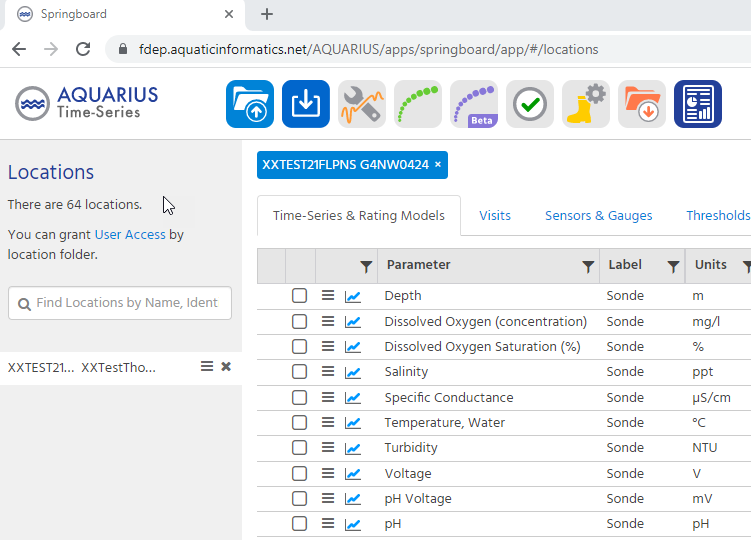 Springboard
fdep.aquaticinformatics.net/AQUARIUS/apps/springboard/app/#/locations
AQUARIUS
Time-Series
Beta
Locations
There are 64 locations.
You can grant User Access by
location folder.
Find Locations by Name, Ident
XXTEST21... XXTestTho...
XXTEST21FLPNS G4NW0424 ×
Time-Series & Rating Models Visits Sensors & Gauges Thresholds
Parameter Label Units
Depth Sonde m
Dissolved Oxygen (concentration) Sonde mg/l
Dissolved Oxygen Saturation (%) Sonde %
Salinity Sonde ppt
Specific Conductance Sonde µS/cm
Temperature, Water Sonde °C
Turbidity Sonde NTU
Voltage Sonde V
pH Voltage Sonde mV
pH Sonde pH